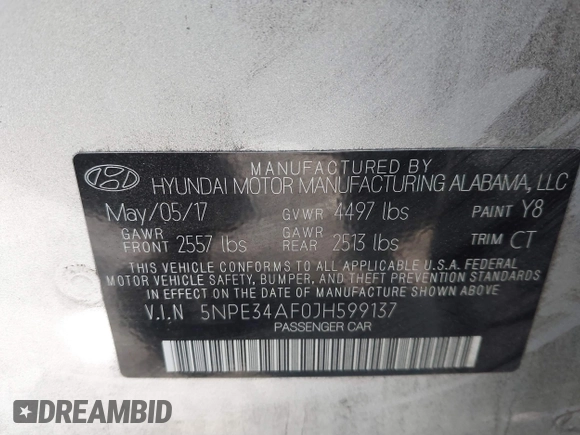 MANUFACTURED BY
HYUNDAI MOTOR MANUFACTURING ALABAMA, LLC
May/05/17 GVWR 4497 lbs PAINT Y8
GAWR FRONT 2557 lbs GAWR REAR 2513 lbs TRIM CT
THIS VEHICLE CONFORMS TO ALL APPLICABLE U.S.A. FEDERAL
MOTOR VEHICLE SAFETY, BUMPER, AND THEFT PREVENTION STANDARDS
IN EFFECT ON THE DATE OF MANUFACTURE SHOWN ABOVE.
V.I.N 5NPE34AF0JH599137
PASSENGER CAR
DREAMBID